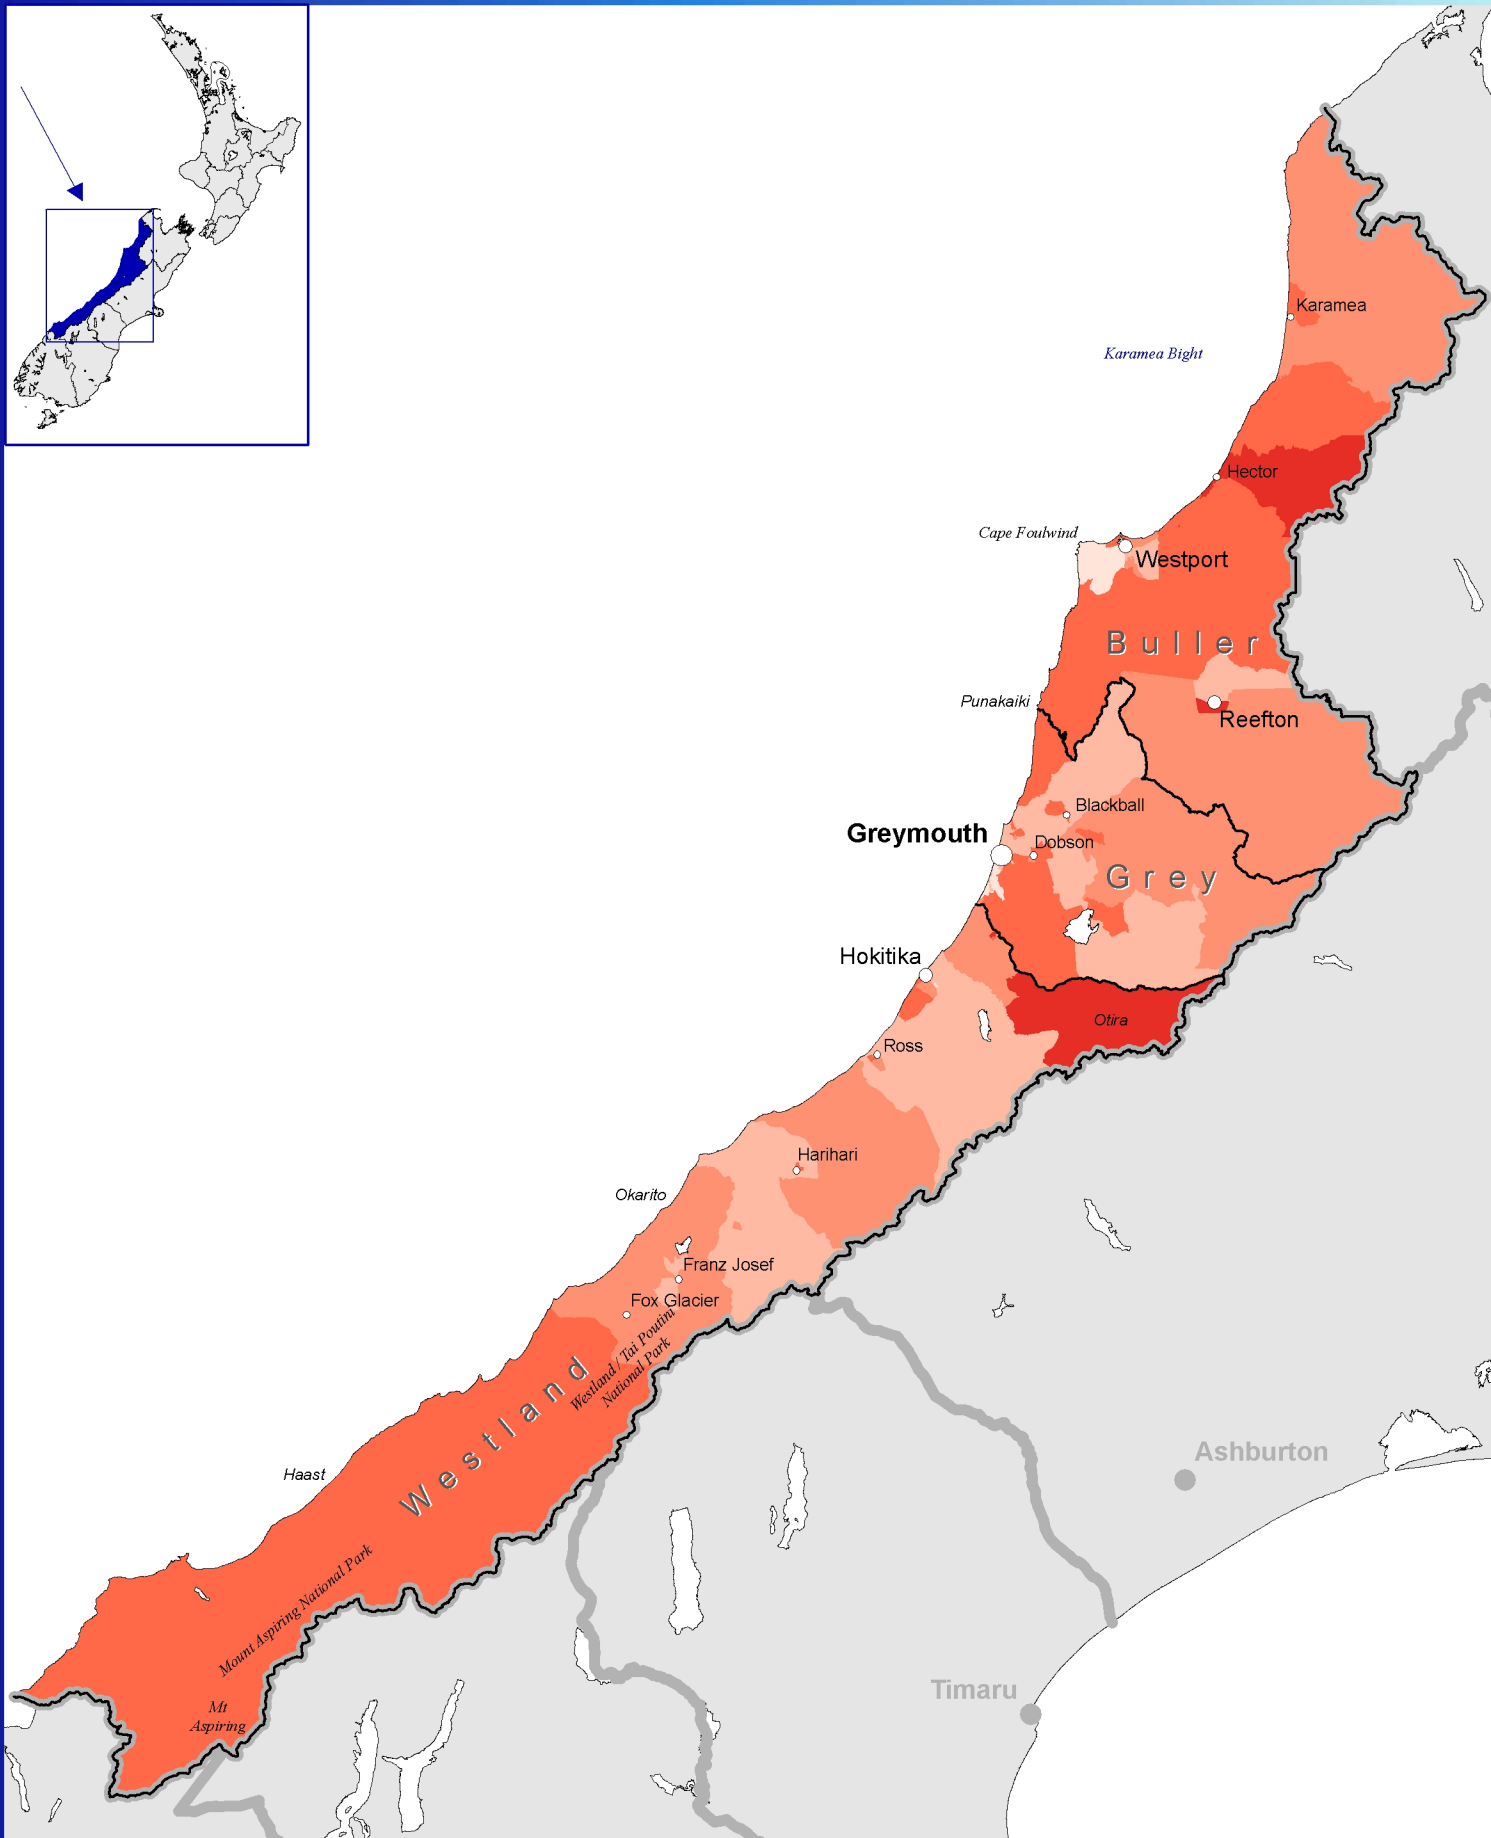 Karamea
Karamea Bight
Hector
Cape Foulwind
Westport
Buller
Punakaiki
Reefton
Blackball
Greymouth
Dobson
Grey
Hokitika
Otira
Ross
Harihari
Okarito
Franz Josef
Fox Glacier
Westland / Tai Poutini
National Park
Westland
Ashburton
Haast
Mount Aspiring National Park
Timaru
Mt
Aspiring